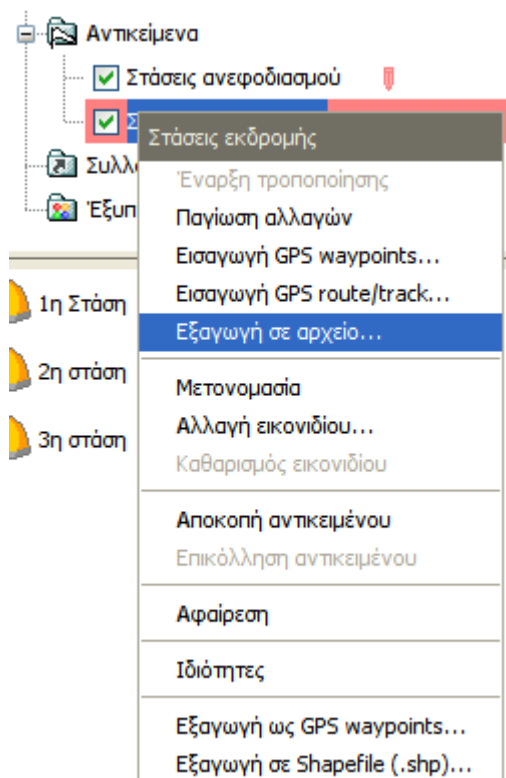 Αντικείμενα
Στάσεις ανεφοδιασμού
Στάσεις εκδρομής
Έναρξη τροποποίησης
Παγίωση αλλαγών
Εισαγωγή GPS waypoints...
Εισαγωγή GPS route/track...
Εξαγωγή σε αρχείο...
Μετονομασία
Αλλαγή εικονιδίου...
Καθαρισμός εικονιδίου
Αποκοπή αντικειμένου
Επικόλληση αντικειμένου
Αφαίρεση
Ιδιότητες
Εξαγωγή ως GPS waypoints...
Εξαγωγή σε Shapefile (.shp)...
1η Στάση
2η στάση
3η στάση